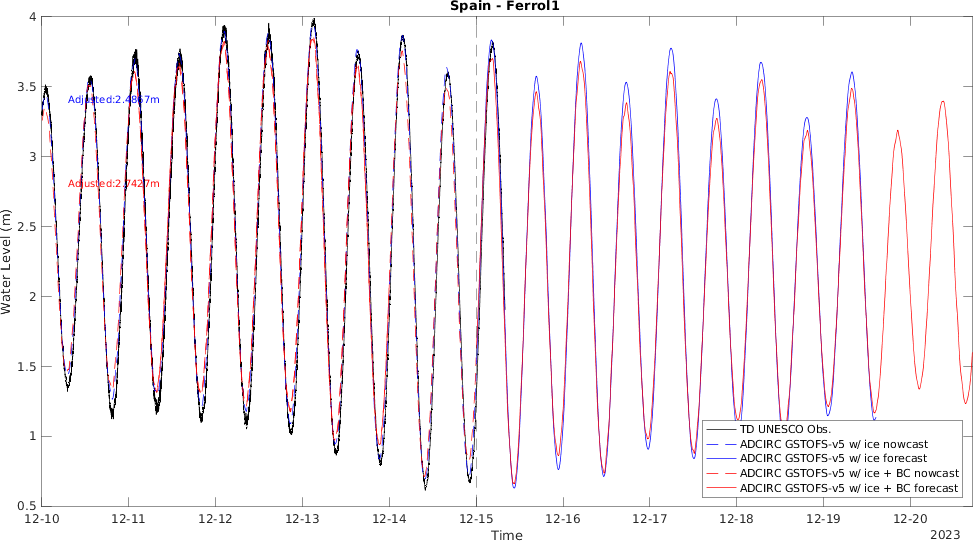 Spain - Ferrol1
4
3.5
3
2.5
2
1.5
1
0.5
Water Level (m)
Adjusted:2.4867m
Adjusted:2.7427m
TD UNESCO Obs.
ADCIRC GSTOFS-v5 w/ ice nowcast
ADCIRC GSTOFS-v5 w/ ice forecast
ADCIRC GSTOFS-v5 w/ ice + BC nowcast
ADCIRC GSTOFS-v5 w/ ice + BC forecast
12-10 12-11 12-12 12-13 12-14 12-15 12-16 12-17 12-18 12-19 12-20
Time
2023